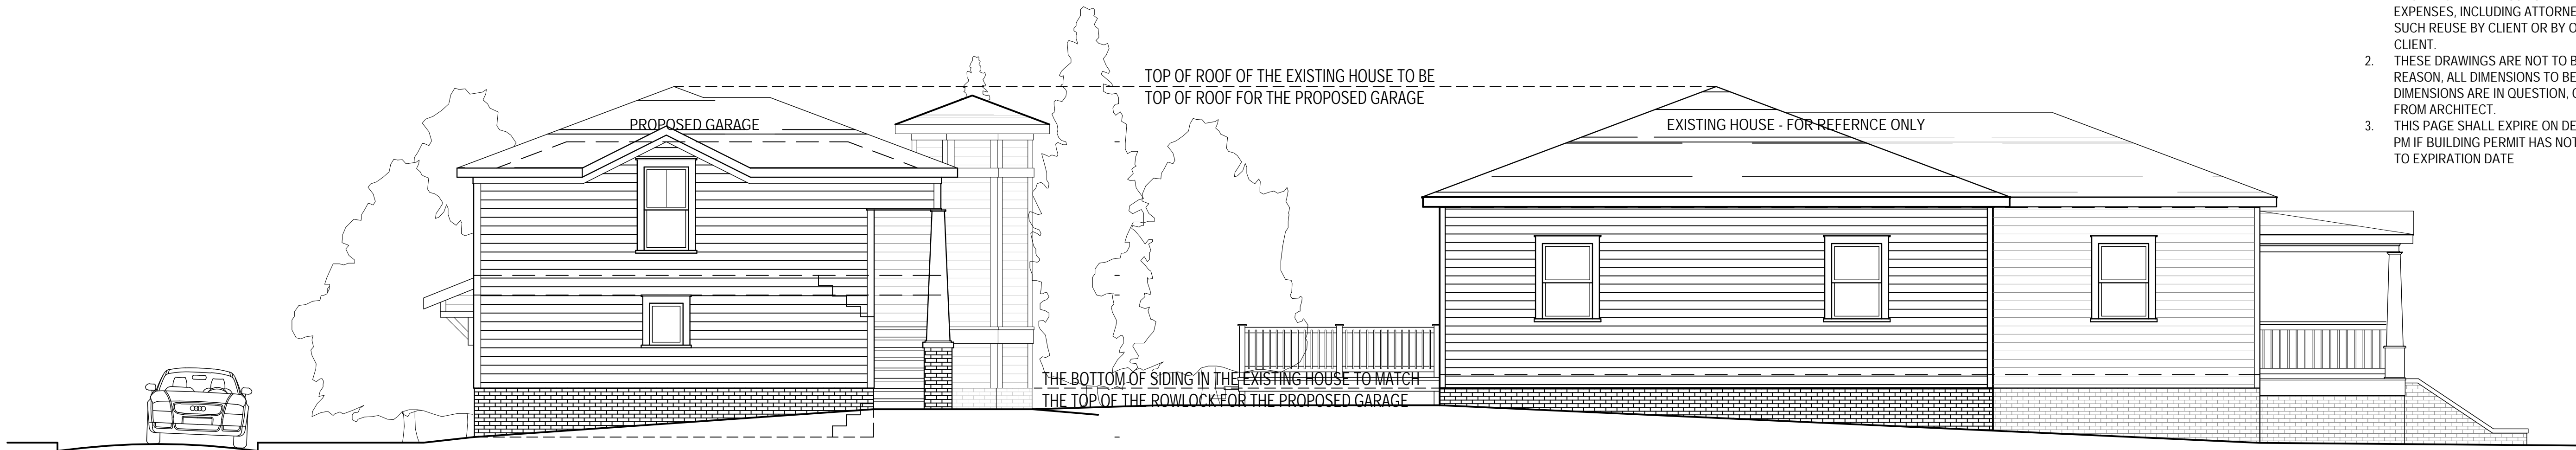 TOP OF ROOF OF THE EXISTING HOUSE TO BE
TOP OF ROOF FOR THE PROPOSED GARAGE
PROPOSED GARAGE
EXISTING HOUSE - FOR REFERNCE ONLY
THE BOTTOM OF SIDING IN THE EXISTING HOUSE TO MATCH
THE TOP OF THE ROWLOCK FOR THE PROPOSED GARAGE
EXPENSES, INCLUDING ATTORNE
SUCH REUSE BY CLIENT OR BY O
CLIENT.
2. THESE DRAWINGS ARE NOT TO B
REASON, ALL DIMENSIONS TO BE
DIMENSIONS ARE IN QUESTION, C
FROM ARCHITECT.
3. THIS PAGE SHALL EXPIRE ON DE
PM IF BUILDING PERMIT HAS NOT
TO EXPIRATION DATE